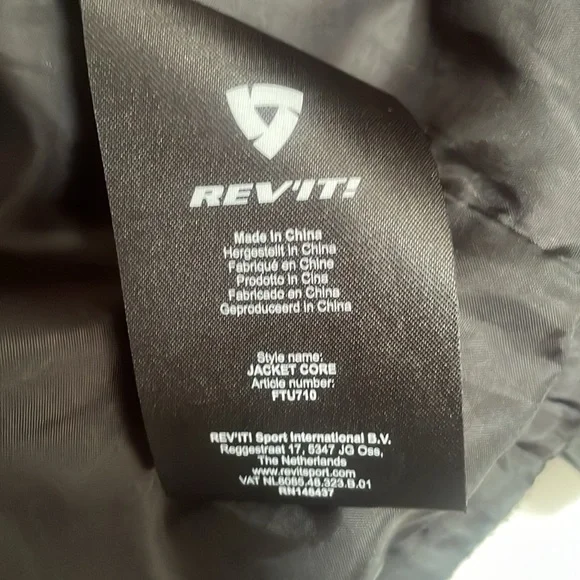 REV'IT!
Made in China
Hergestellt in China
Fabriqué en Chine
Prodotto in Cina
Fabricado en China
Geproduceerd in China
Style name:
JACKET CORE
Article number:
FTU710
REV'IT! Sport International B.V.
Reggestraat 17, 5347 JG Oss,
The Netherlands
www.revitsport.com
VAT NL8065.48.323.B.01
RN148437